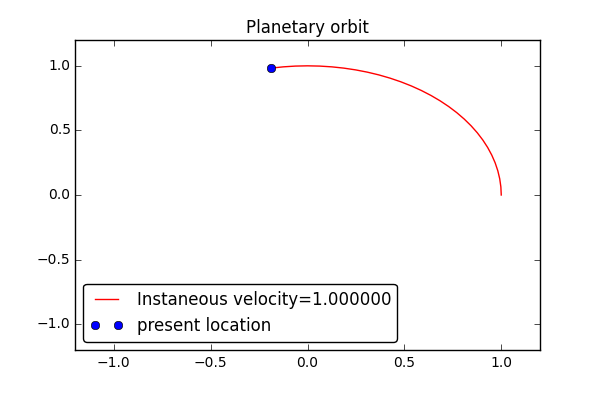 Planetary orbit
1.0
0.5
0.0
−0.5
−1.0
Instaneous velocity=1.000000
present location
−1.0 −0.5 0.0 0.5 1.0